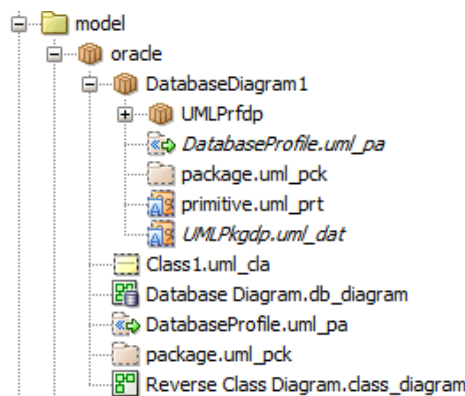 model
oracle
DatabaseDiagram1
UMLPrfdp
DatabaseProfile.uml_pa
package.uml_pck
primitive.uml_prt
UMLPkgdp.uml_dat
Class1.uml_cla
Database Diagram.db_diagram
DatabaseProfile.uml_pa
package.uml_pck
Reverse Class Diagram.class_diagram